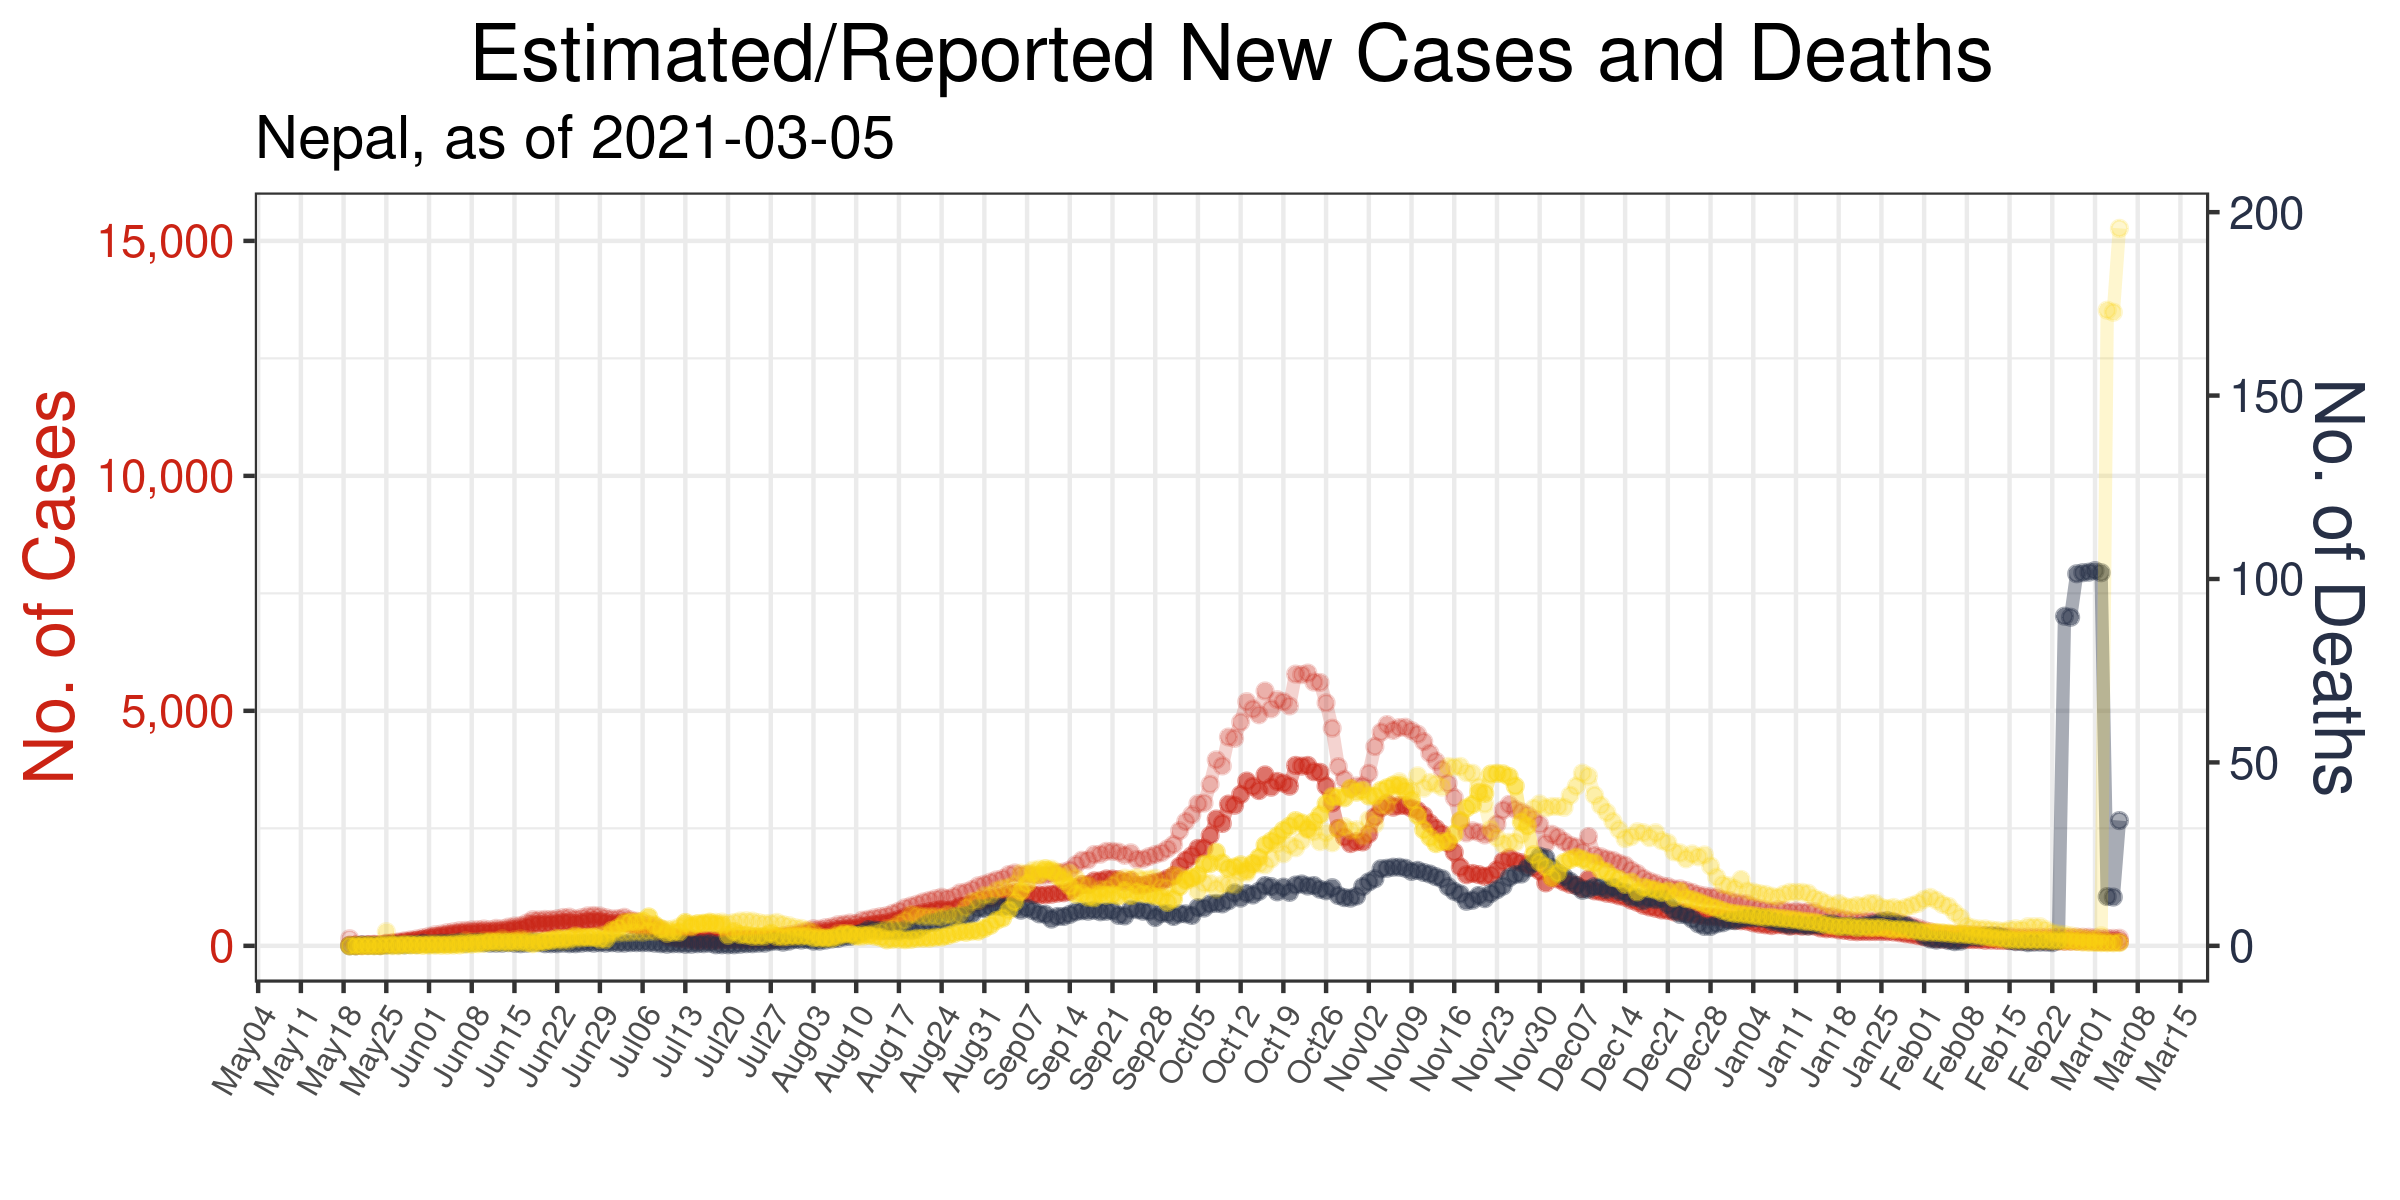 Estimated/Reported New Cases and Deaths
Nepal, as of 2021-03-05
No. of Cases
15,000
10,000
5,000
0
200
150
100
50
0
No. of Deaths
May04
May11
May18
May25
Jun01
Jun08
Jun15
Jun22
Jun29
Jul06
Jul13
Jul20
Jul27
Aug03
Aug10
Aug17
Aug24
Aug31
Sep07
Sep14
Sep21
Sep28
Oct05
Oct12
Oct19
Oct26
Nov02
Nov09
Nov16
Nov23
Nov30
Dec07
Dec14
Dec21
Dec28
Jan04
Jan11
Jan18
Jan25
Feb01
Feb08
Feb15
Feb22
Mar01
Mar08
Mar15